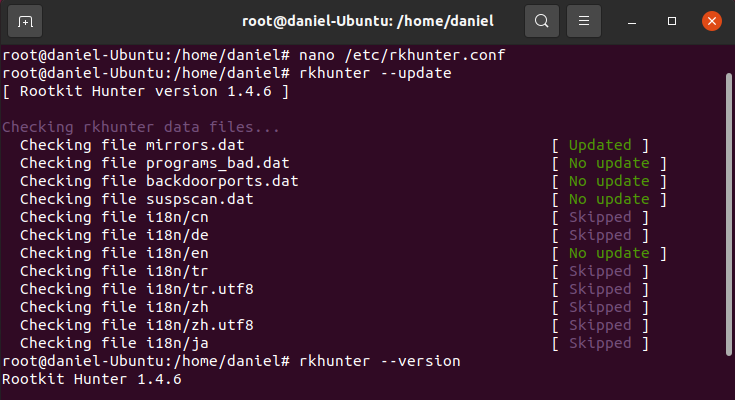 root@daniel-Ubuntu: /home/daniel
root@daniel-Ubuntu:/home/daniel# nano /etc/rkhunter.conf
root@daniel-Ubuntu:/home/daniel# rkhunter --update
[ Rootkit Hunter version 1.4.6 ]
Checking rkhunter data files...
Checking file mirrors.dat [ Updated ]
Checking file programs_bad.dat [ No update ]
Checking file backdoorports.dat [ No update ]
Checking file suspscan.dat [ No update ]
Checking file i18n/cn [ Skipped ]
Checking file i18n/de [ Skipped ]
Checking file i18n/en [ No update ]
Checking file i18n/tr [ Skipped ]
Checking file i18n/tr.utf8 [ Skipped ]
Checking file i18n/zh [ Skipped ]
Checking file i18n/zh.utf8 [ Skipped ]
Checking file i18n/ja [ Skipped ]
root@daniel-Ubuntu:/home/daniel# rkhunter --version
Rootkit Hunter 1.4.6